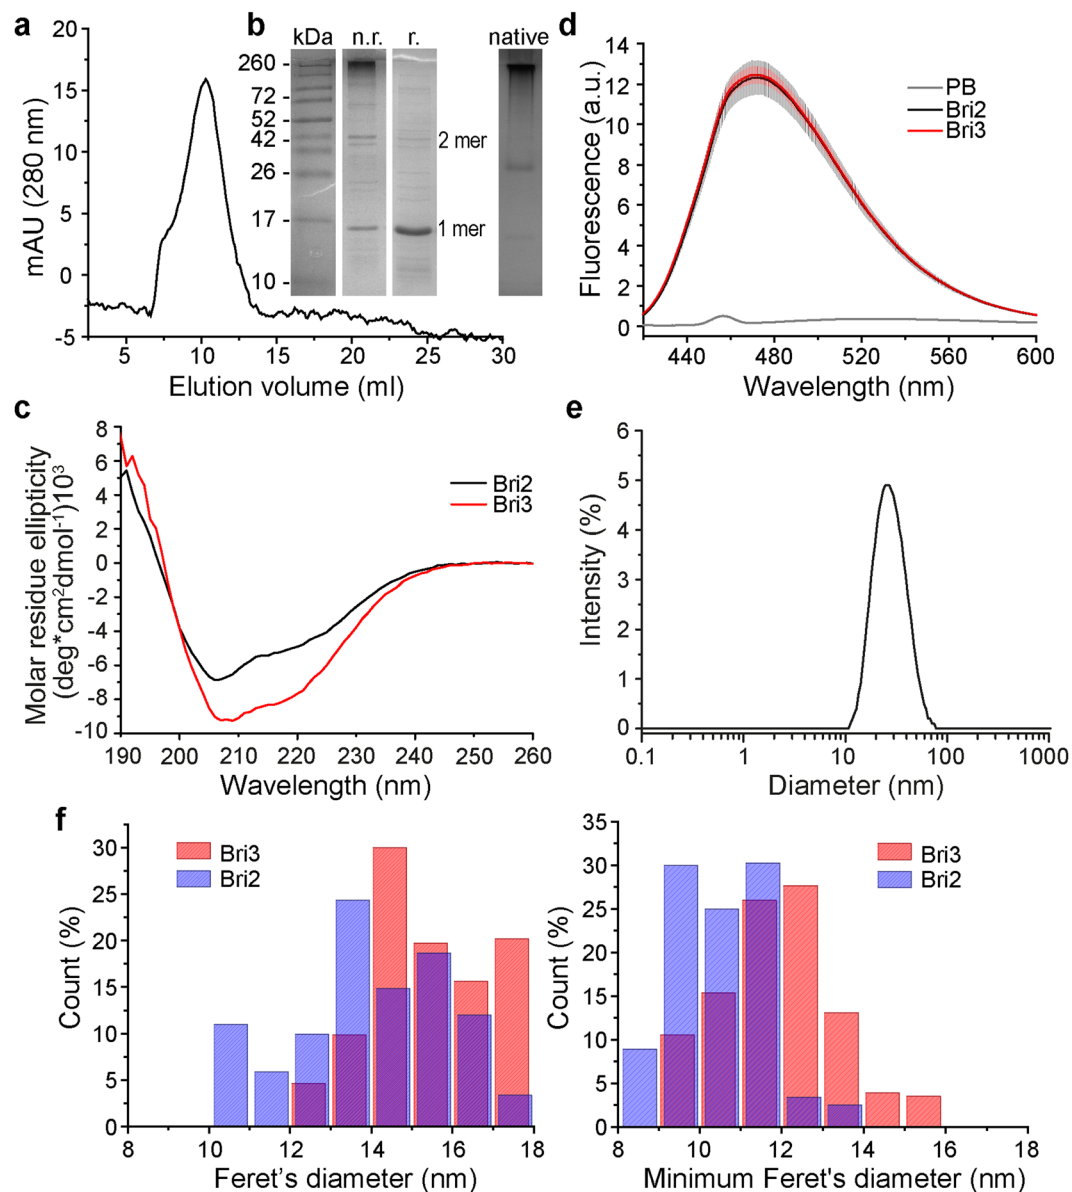 a
20
15
10
5
0
-5
mAU (280 nm)
5 10 15 20 25 30
Elution volume (ml)
b
kDa n.r. r. native
260
72
52
42
26
17
10
2 mer
1 mer
d
14
12
10
8
6
4
2
0
Fluorescence (a.u.)
PB
Bri2
Bri3
440 480 520 560 600
Wavelength (nm)
c
8
6
4
2
0
-2
-4
-6
-8
-10
Molar residue ellipticity
(deg*cm²dmol⁻¹)10³
Bri2
Bri3
190 200 210 220 230 240 250 260
Wavelength (nm)
e
6
5
4
3
2
1
0
Intensity (%)
0.1 1 10 100 1000
Diameter (nm)
f
30
25
20
15
10
5
0
Count (%)
Bri3
Bri2
8 10 12 14 16 18
Feret's diameter (nm)
35
30
25
20
15
10
5
0
Count (%)
Bri3
Bri2
8 10 12 14 16 18
Minimum Feret's diameter (nm)